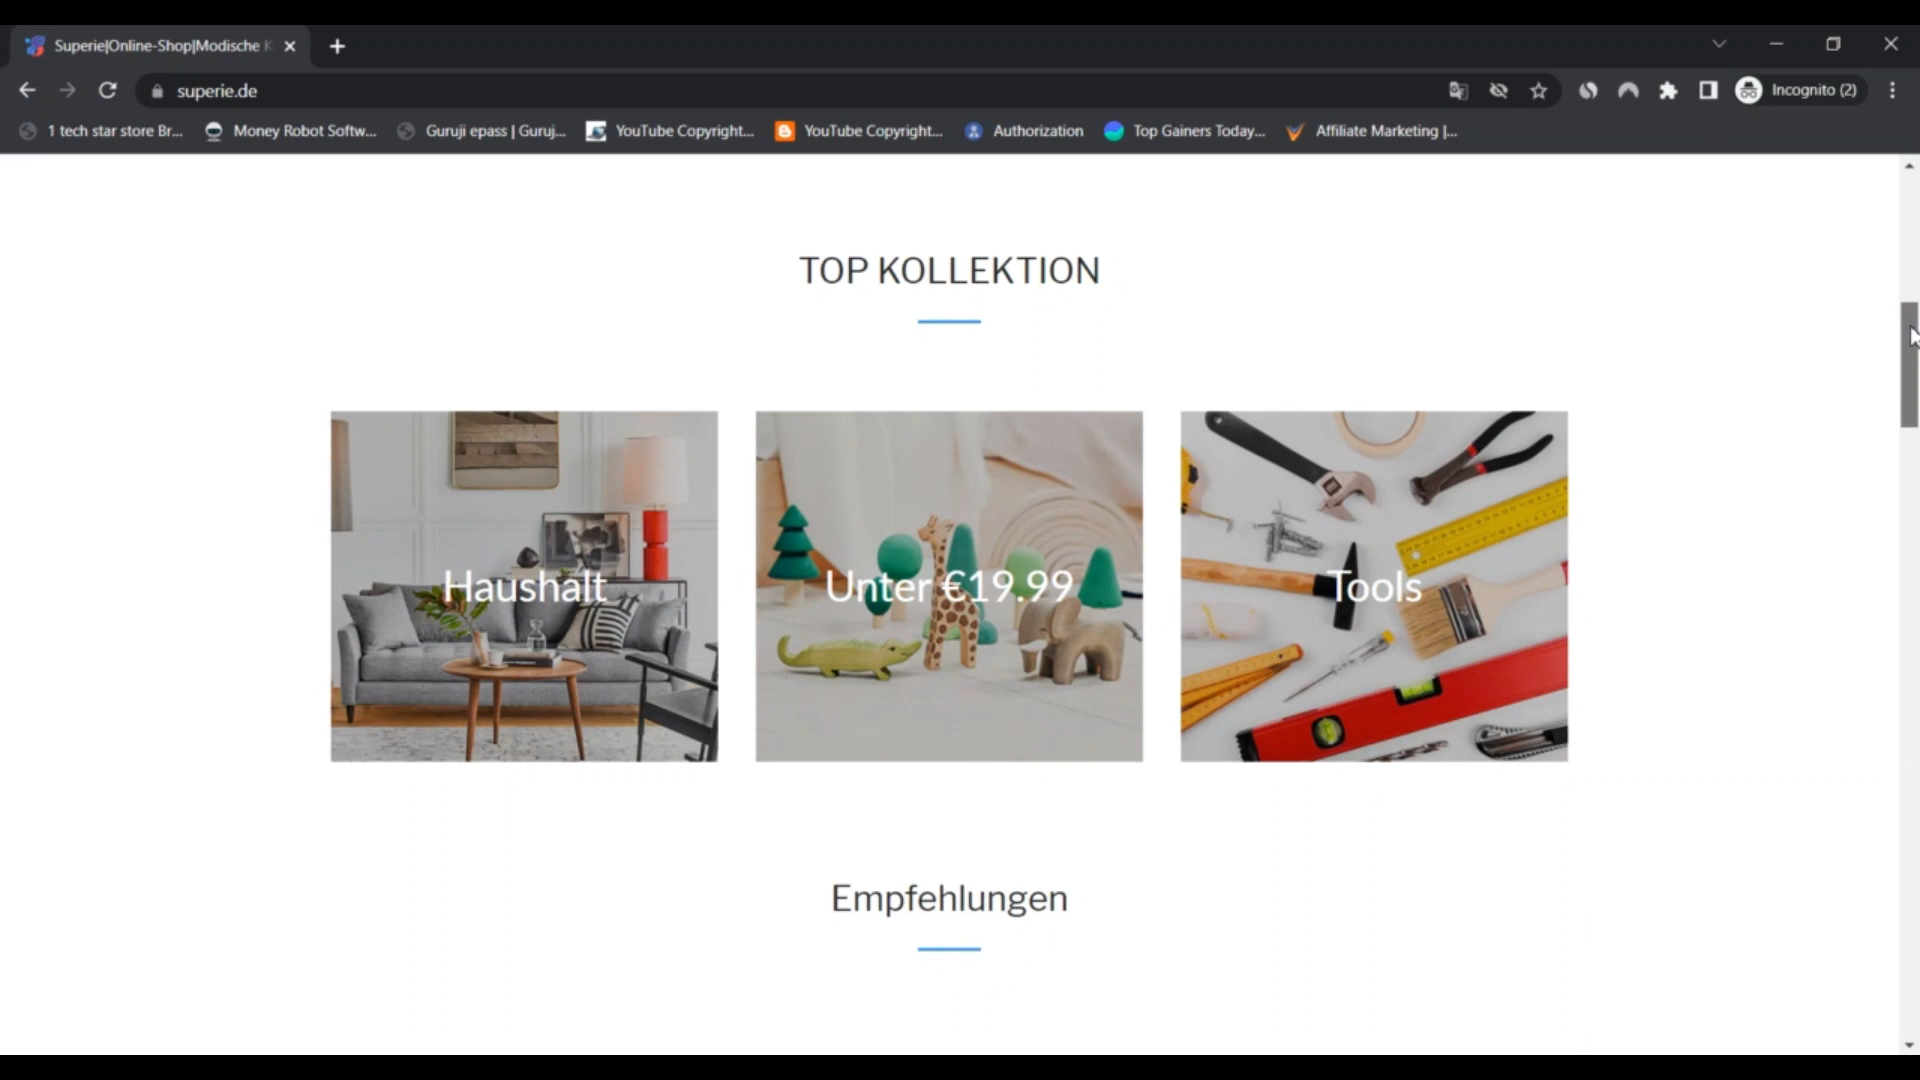 Superie|Online-Shop|Modische K
superie.de
Incognito (2)
1 tech star store Br...
Money Robot Softw...
Guruji epass | Guruj...
YouTube Copyright...
YouTube Copyright...
Authorization
Top Gainers Today...
Affiliate Marketing |...
TOP KOLLEKTION
Haushalt
Unter €19.99
Tools
Empfehlungen